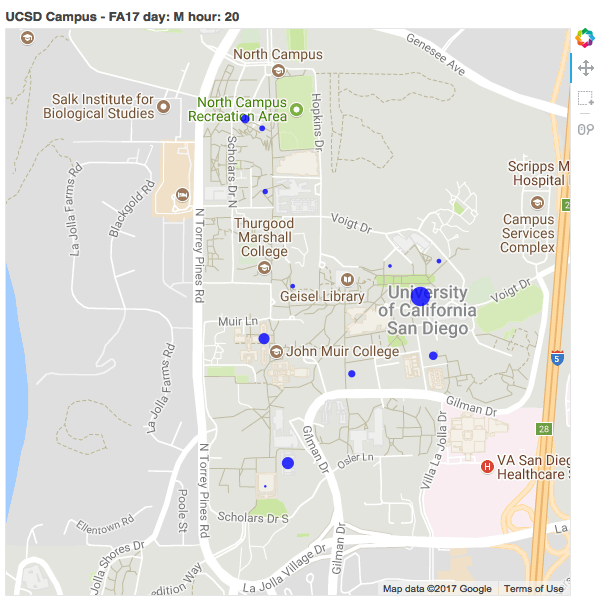 UCSD Campus - FA17 day: M hour: 20
Genesee Ave
North Campus
Salk Institute for
Biological Studies
North Campus
Recreation Area
Hopkins Dr
Scholars Dr N
Scripps M
Hospital
2
La Jolla Farms Rd
Blackgold Rd
N Torrey Pines Rd
Voigt Dr
Thurgood
Marshall
College
Campus
Services
Complex
Geisel Library
University
of California
San Diego
Voigt Dr
Muir Ln
John Muir College
5
La Jolla Farms Rd
Gilman Dr
28
Villa La Jolla Dr
Gilman Dr
Osler Ln
VA San Dieg
Healthcare S
H
N Torrey Pines Rd
Poole St
Ellentown Rd
Scholars Dr S
La
La Jolla Shores Dr
Gilman Dr
La Jolla Village Dr
edition Way
Map data ©2017 Google
Terms of Use